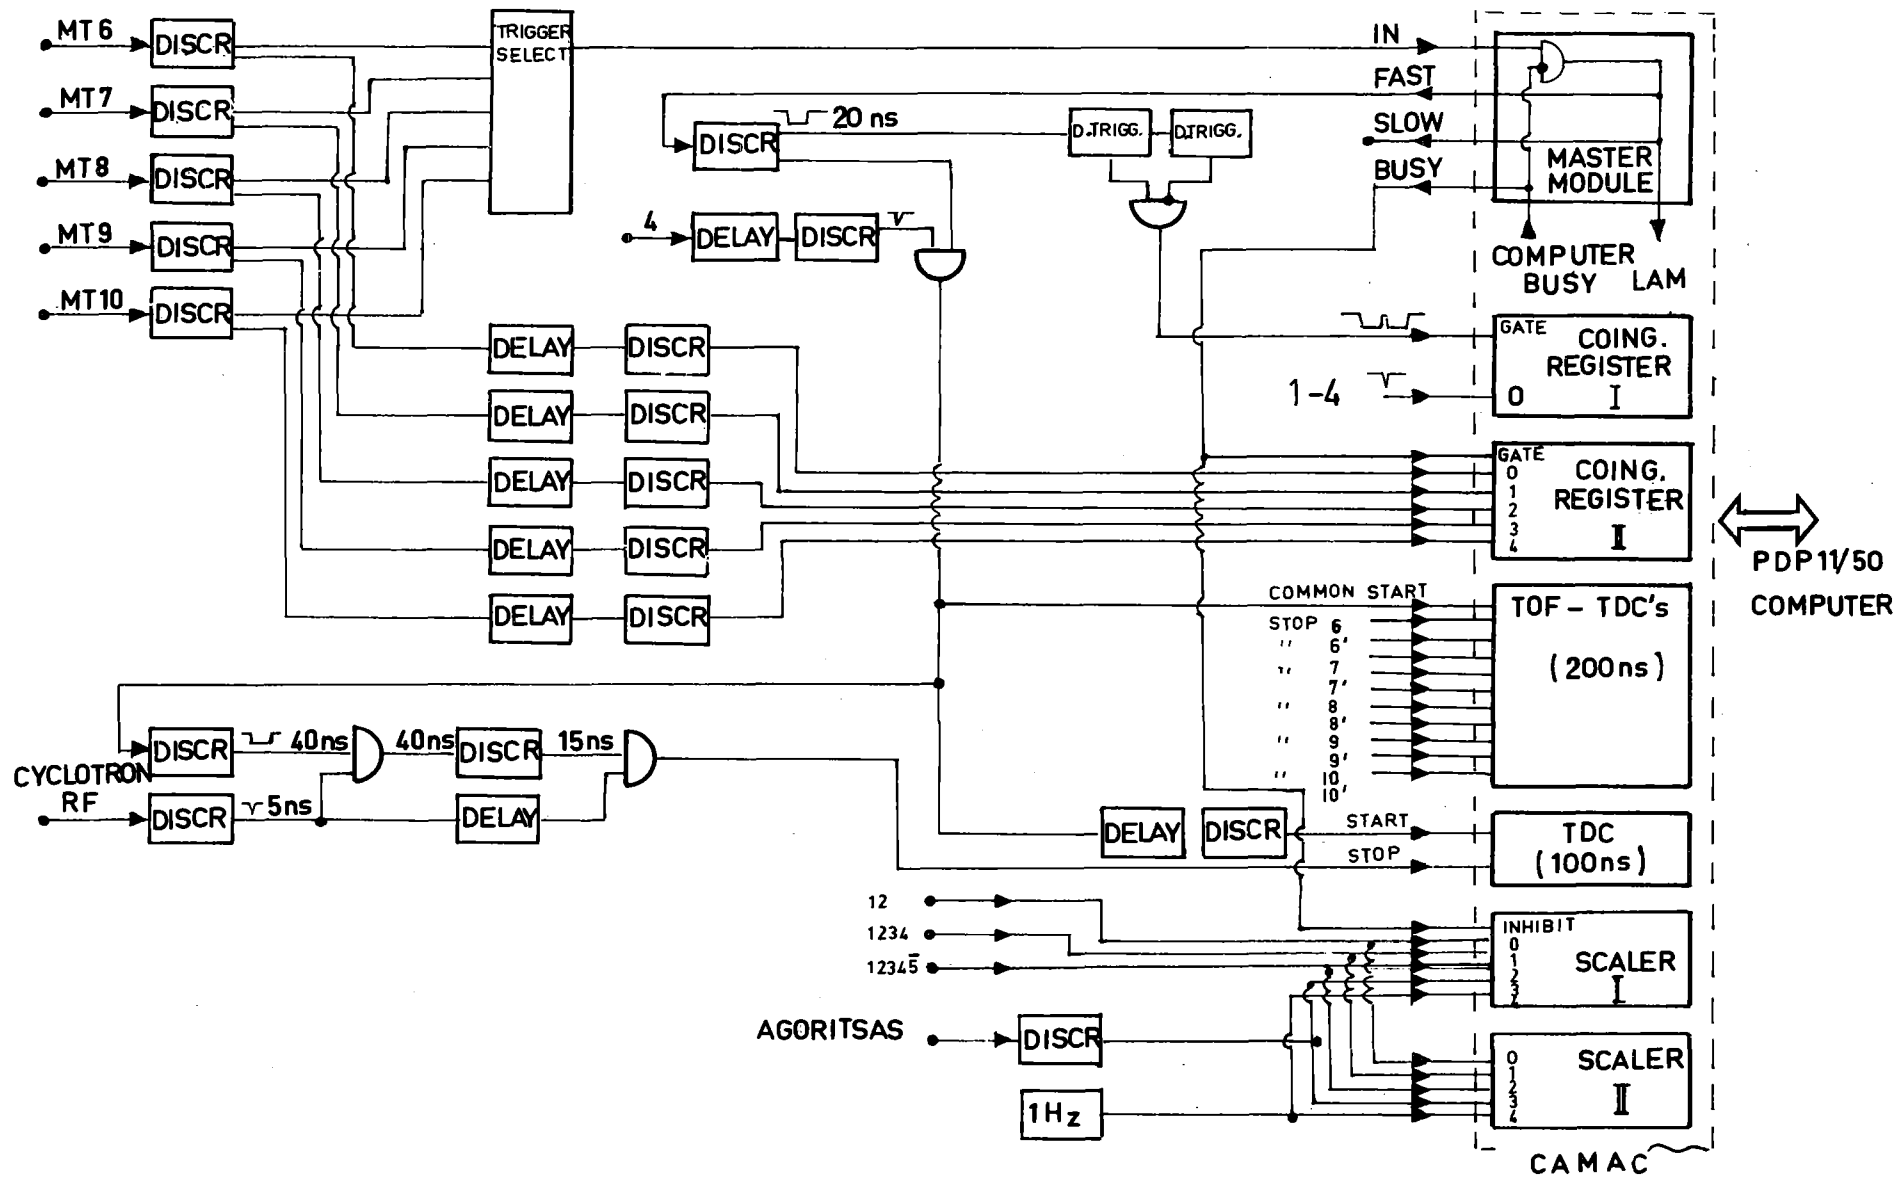 MT6
DISCR
TRIGGER
SELECT
IN
MT7
DISCR
FAST
20 ns
DISCR
D.TRIGG.
D.TRIGG.
SLOW
MT8
DISCR
BUSY
MASTER
MODULE
MT9
DISCR
4
DELAY
DISCR
COMPUTER
BUSY
LAM
MT10
DISCR
DELAY
DISCR
GATE
COING.
REGISTER
I
1-4
0
DELAY
DISCR
DELAY
DISCR
GATE
0
1
2
3
4
COING.
REGISTER
II
DELAY
DISCR
PDP11/50
COMPUTER
DELAY
DISCR
COMMON START
TOF - TDC's
(200ns)
STOP 6
" 6'
" 7
7'
" 8
8'
" 9
9'
" 10
10'
DISCR
40ns
40ns
DISCR
15ns
CYCLOTRON
RF
DISCR
5ns
DELAY
DELAY
DISCR
START
STOP
TDC
(100ns)
12
1234
12345̅
INHIBIT
0
1
2
3
4
SCALER
I
AGORITSAS
DISCR
1Hz
0
1
2
3
4
SCALER
II
CAMAC